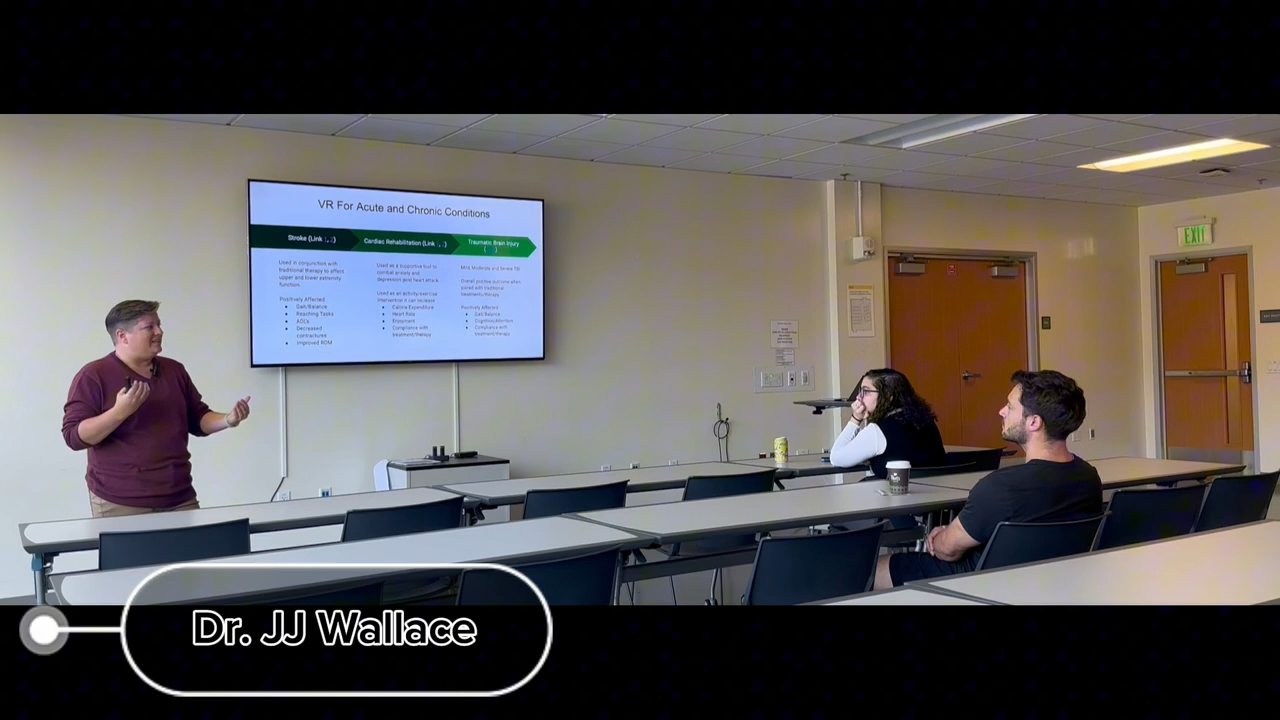 VR For Acute and Chronic Conditions
Stroke (Link
Cardiac Rehabilitation (Link
Traumatic Brain Injury
Used in conjunction with
traditional therapy to affect
upper and lower extremity
function.
Positively Affected
Gait/Balance
Reaching Tasks
Decreased
contractures
Improved ROM
Used as a supportive tool to
combat anxiety and
depression post heart attack.
Used as an activity/exercise
intervention it can increase
Calorie Expenditure
Heart Rate
Enjoyment
Compliance with
treatment/therapy
Mild, Moderate and Severe TBI
Overall positive outcome when
paired with traditional
treatments/therapy.
Positively Affected
Gait Balance
Cognition/Attention
Compliance with
treatment/therapy
EXIT
Dr. JJ Wallace